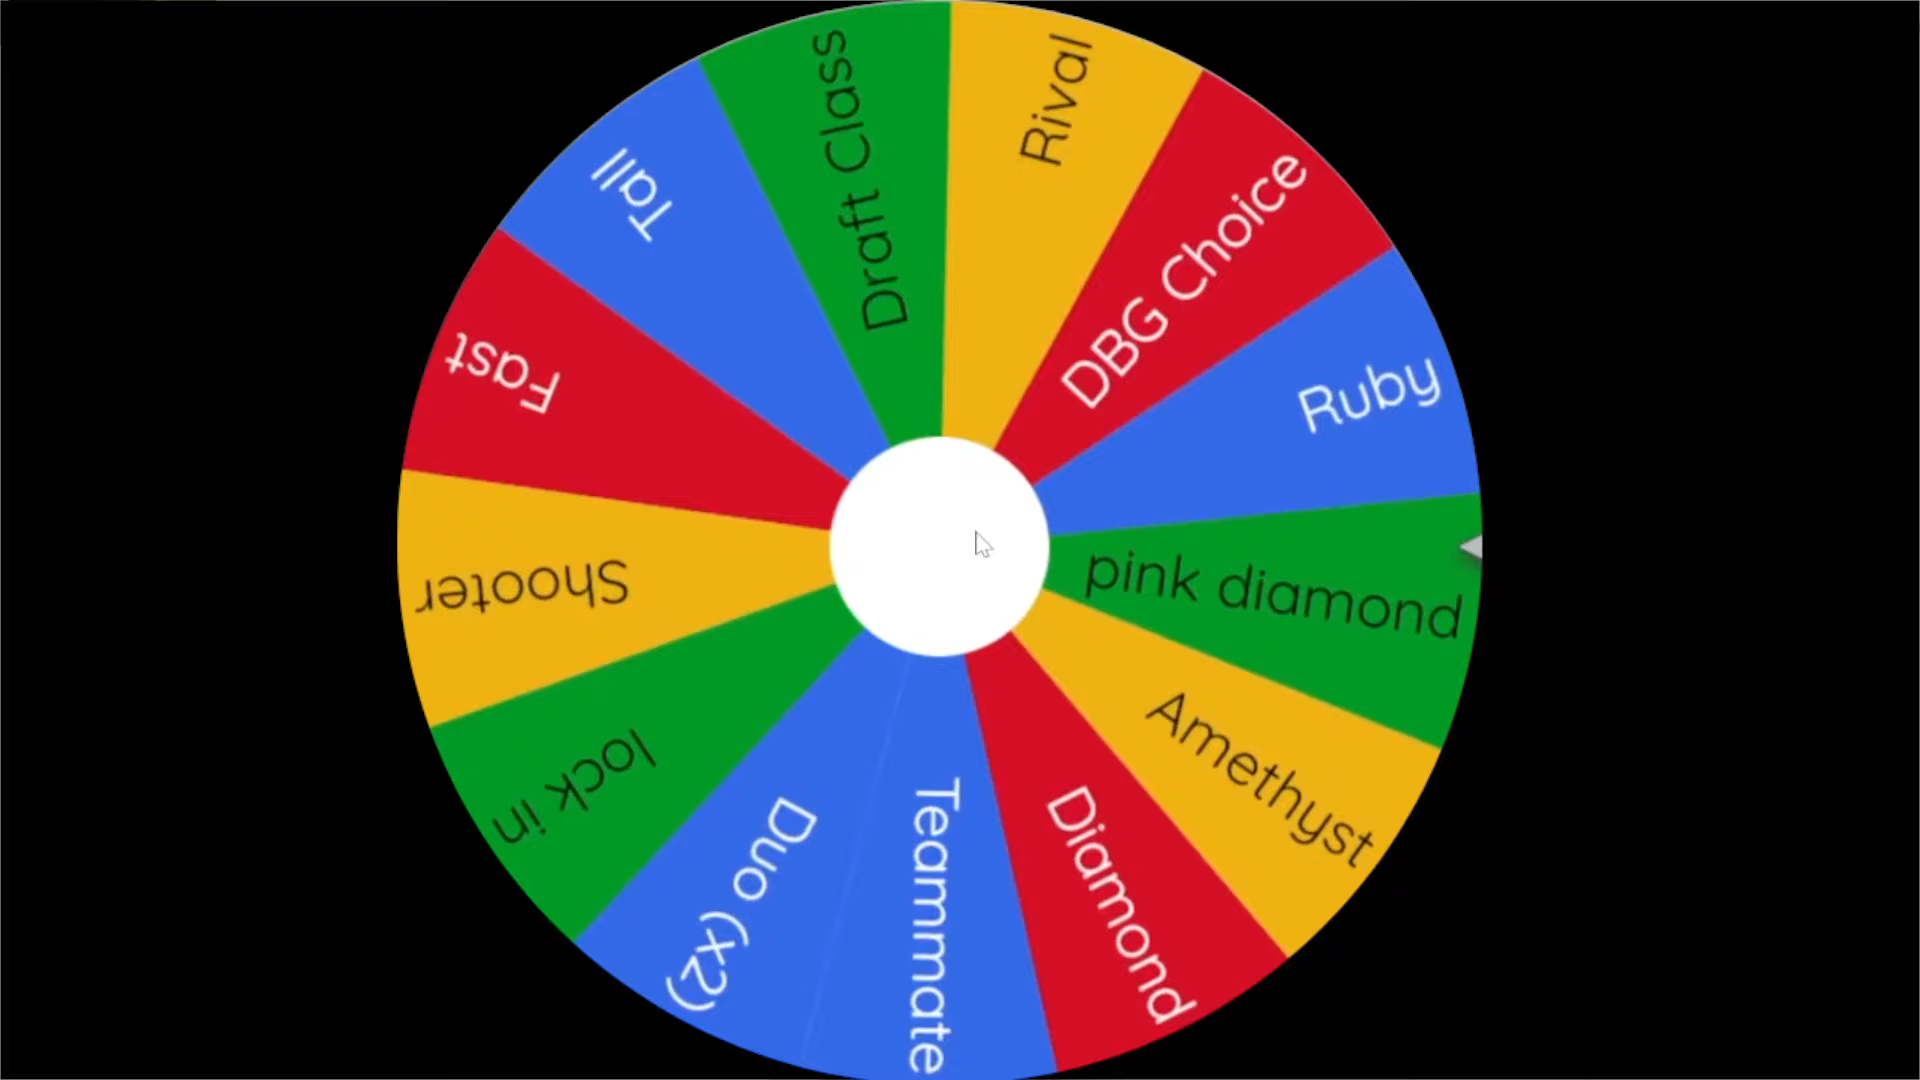 Draft Class
Rival
DBG Choice
Ruby
pink diamond
Amethyst
Diamond
Teammate
Duo (x2)
lock in
Shooter
Fast
Tall